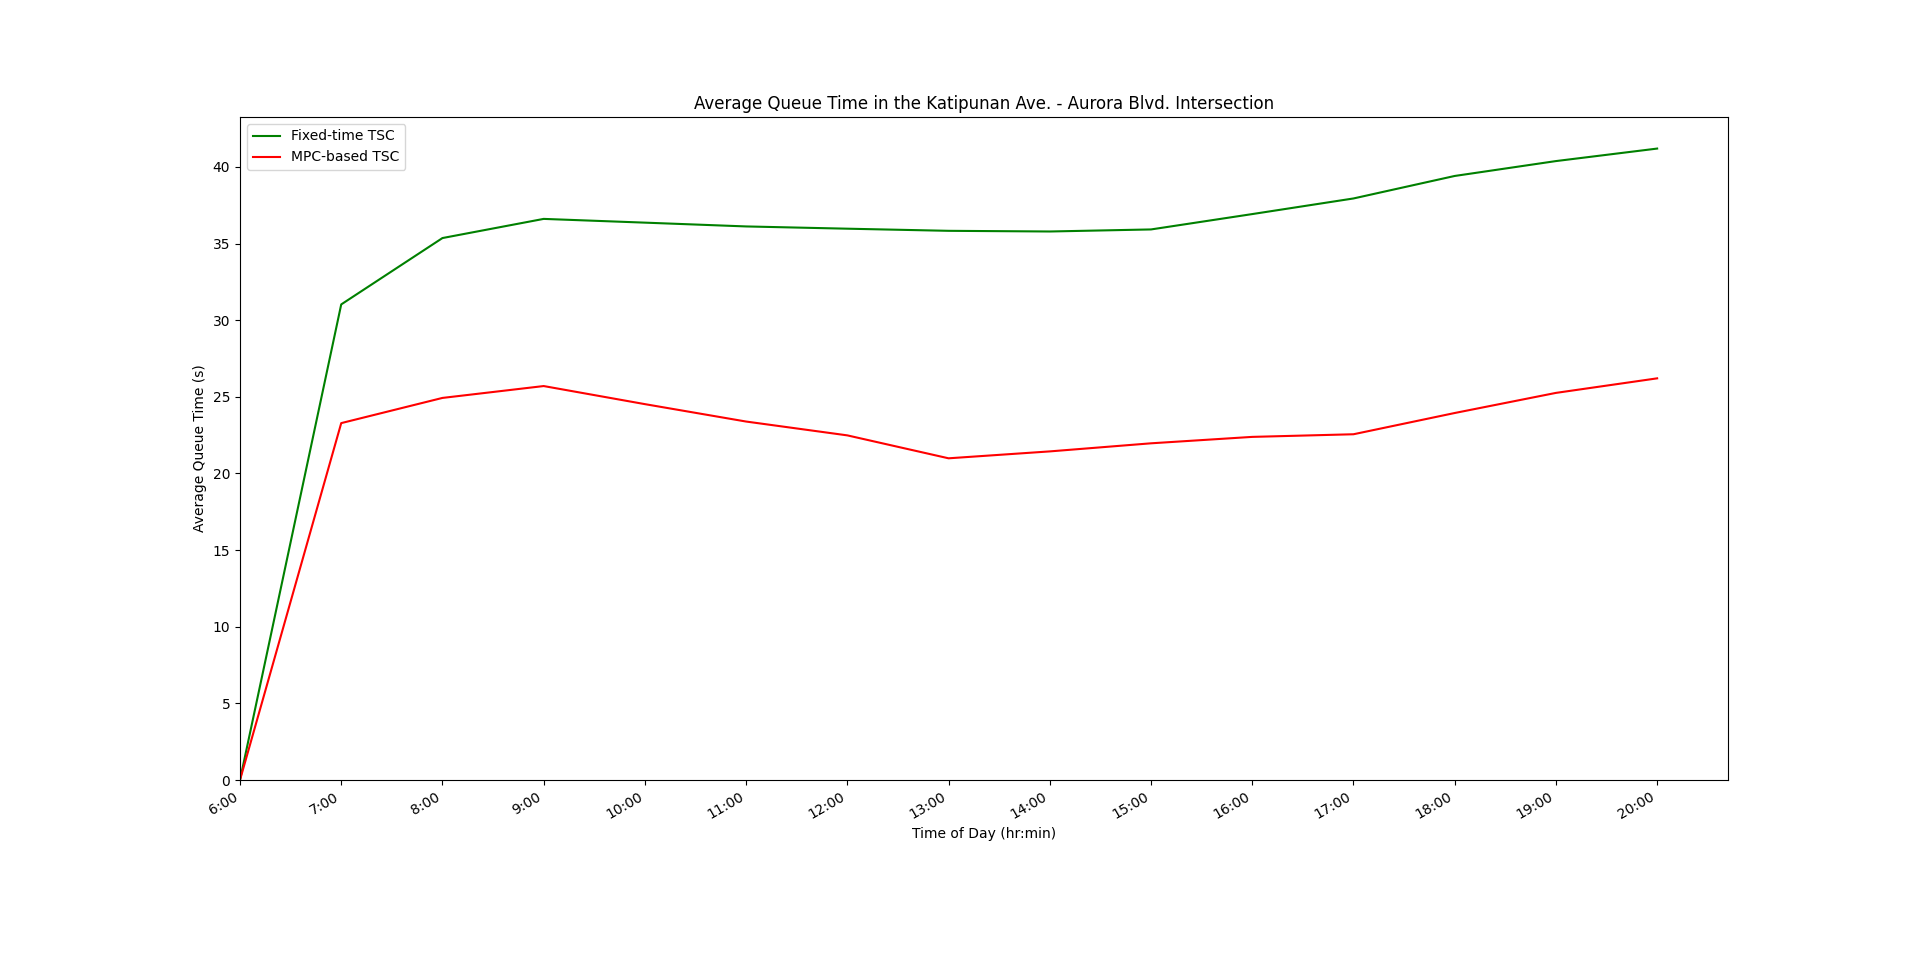 Average Queue Time in the Katipunan Ave. - Aurora Blvd. Intersection
Fixed-time TSC
MPC-based TSC
40
35
30
25
20
15
10
5
0
Average Queue Time (s)
6:00 7:00 8:00 9:00 10:00 11:00 12:00 13:00 14:00 15:00 16:00 17:00 18:00 19:00 20:00
Time of Day (hr:min)